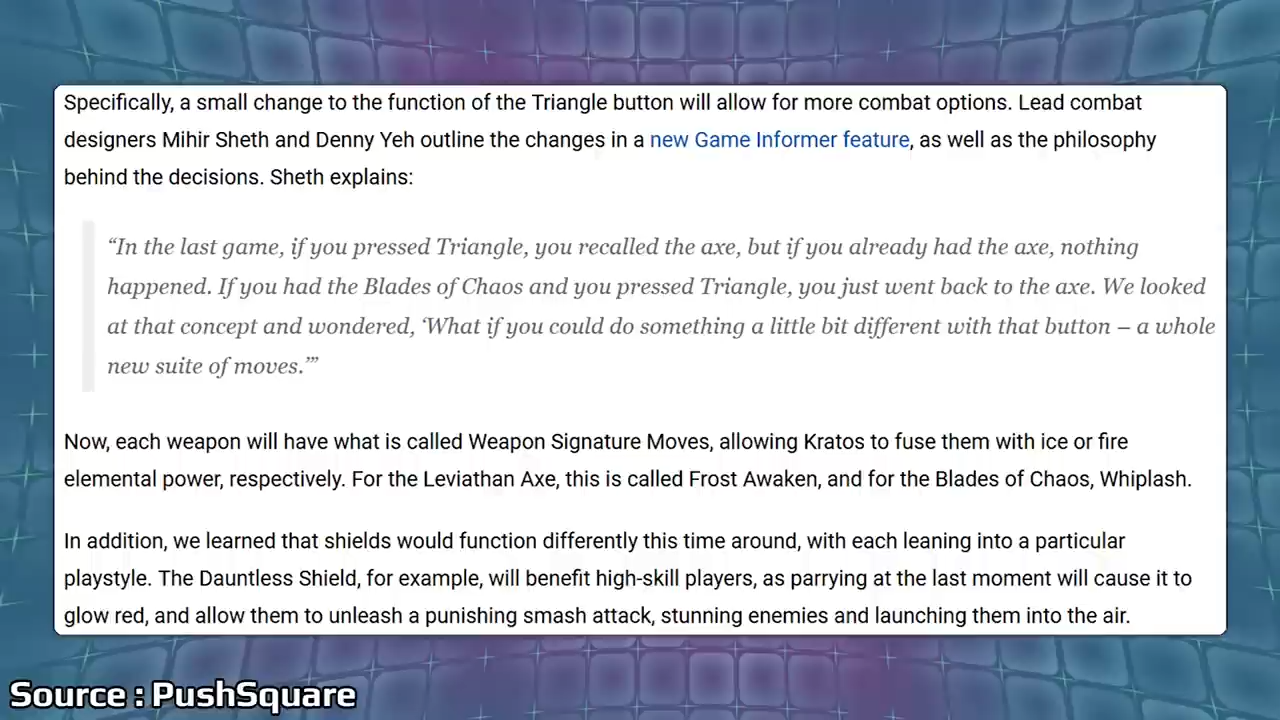 Specifically, a small change to the function of the Triangle button will allow for more combat options. Lead combat
designers Mihir Sheth and Denny Yeh outline the changes in a new Game Informer feature, as well as the philosophy
behind the decisions. Sheth explains:
“In the last game, if you pressed Triangle, you recalled the axe, but if you already had the axe, nothing
happened. If you had the Blades of Chaos and you pressed Triangle, you just went back to the axe. We looked
at that concept and wondered, ‘What if you could do something a little bit different with that button – a whole
new suite of moves.’”
Now, each weapon will have what is called Weapon Signature Moves, allowing Kratos to fuse them with ice or fire
elemental power, respectively. For the Leviathan Axe, this is called Frost Awaken, and for the Blades of Chaos, Whiplash.
In addition, we learned that shields would function differently this time around, with each leaning into a particular
playstyle. The Dauntless Shield, for example, will benefit high-skill players, as parrying at the last moment will cause it to
glow red, and allow them to unleash a punishing smash attack, stunning enemies and launching them into the air.
Source : PushSquare